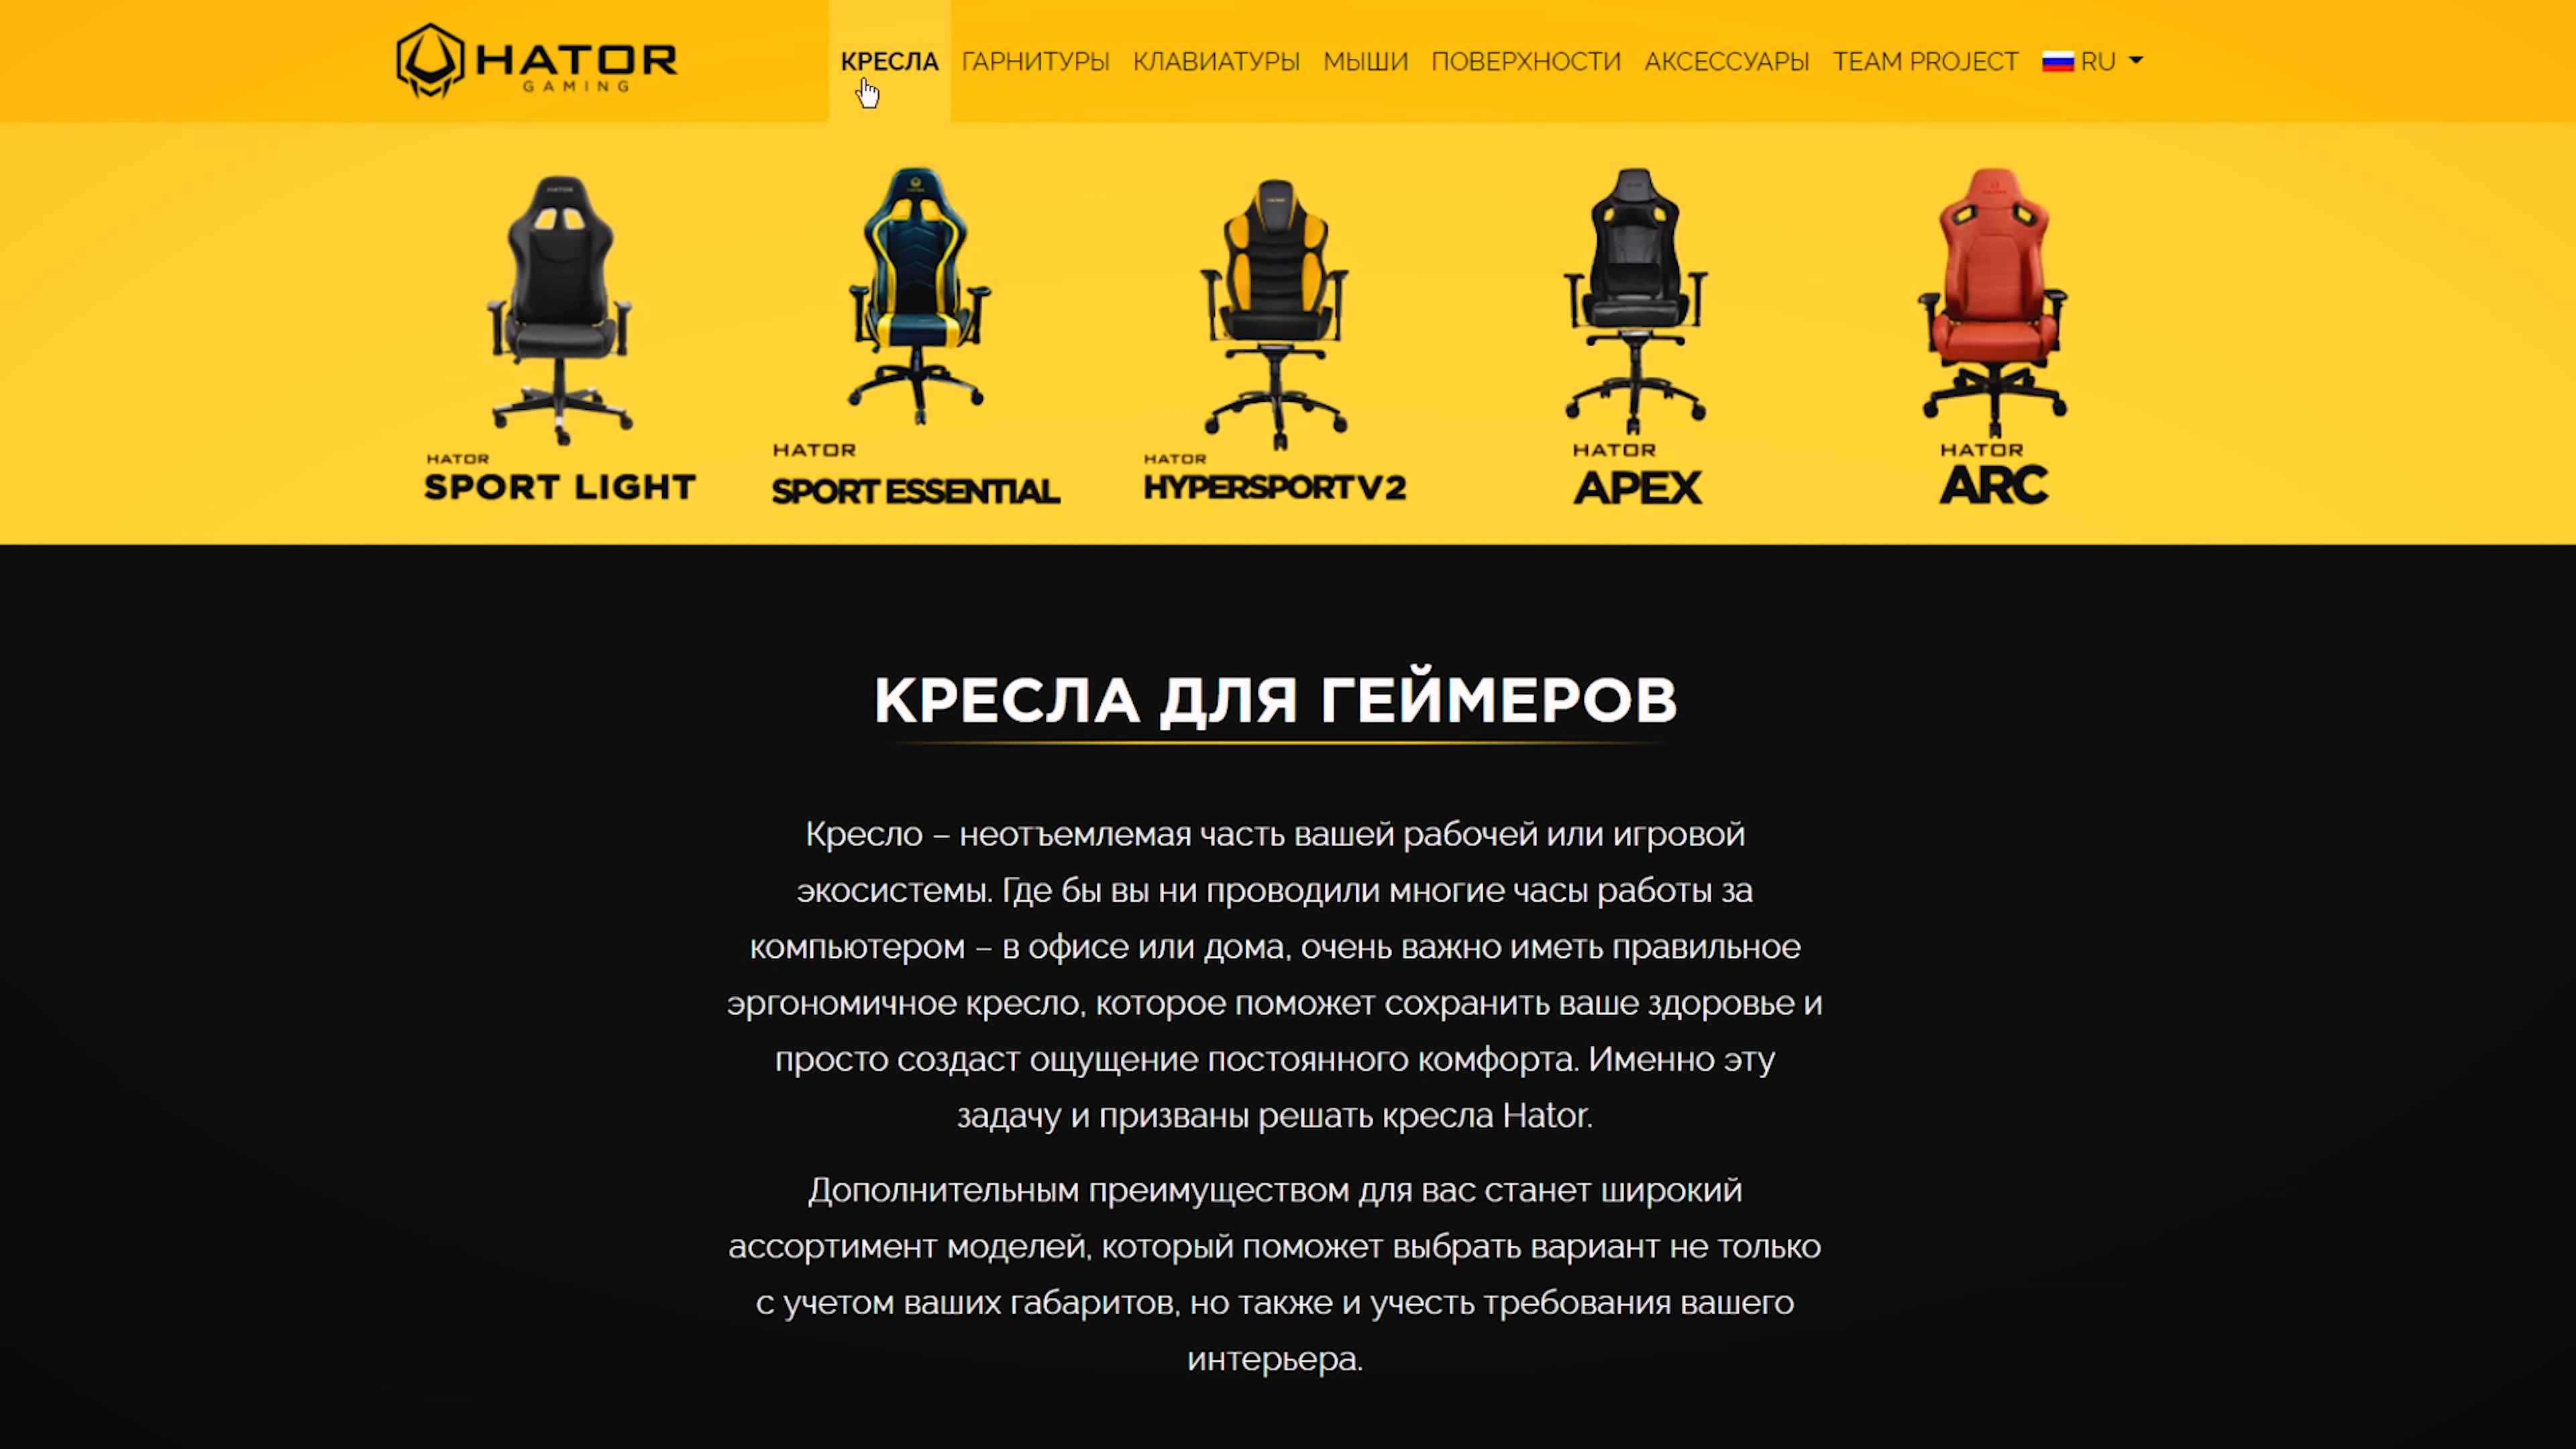 HATOR
GAMING
КРЕСЛА ГАРНИТУРЫ КЛАВИАТУРЫ МЫШИ ПОВЕРХНОСТИ АКСЕССУАРЫ TEAM PROJECT RU
HATOR
SPORT LIGHT
HATOR
SPORT ESSENTIAL
HATOR
HYPERSPORT V2
HATOR
APEX
HATOR
ARC
КРЕСЛА ДЛЯ ГЕЙМЕРОВ
Кресло – неотъемлемая часть вашей рабочей или игровой
экосистемы. Где бы вы ни проводили многие часы работы за
компьютером – в офисе или дома, очень важно иметь правильное
эргономичное кресло, которое поможет сохранить ваше здоровье и
просто создаст ощущение постоянного комфорта. Именно эту
задачу и призваны решать кресла Hator.
Дополнительным преимуществом для вас станет широкий
ассортимент моделей, который поможет выбрать вариант не только
с учетом ваших габаритов, но также и учесть требования вашего
интерьера.